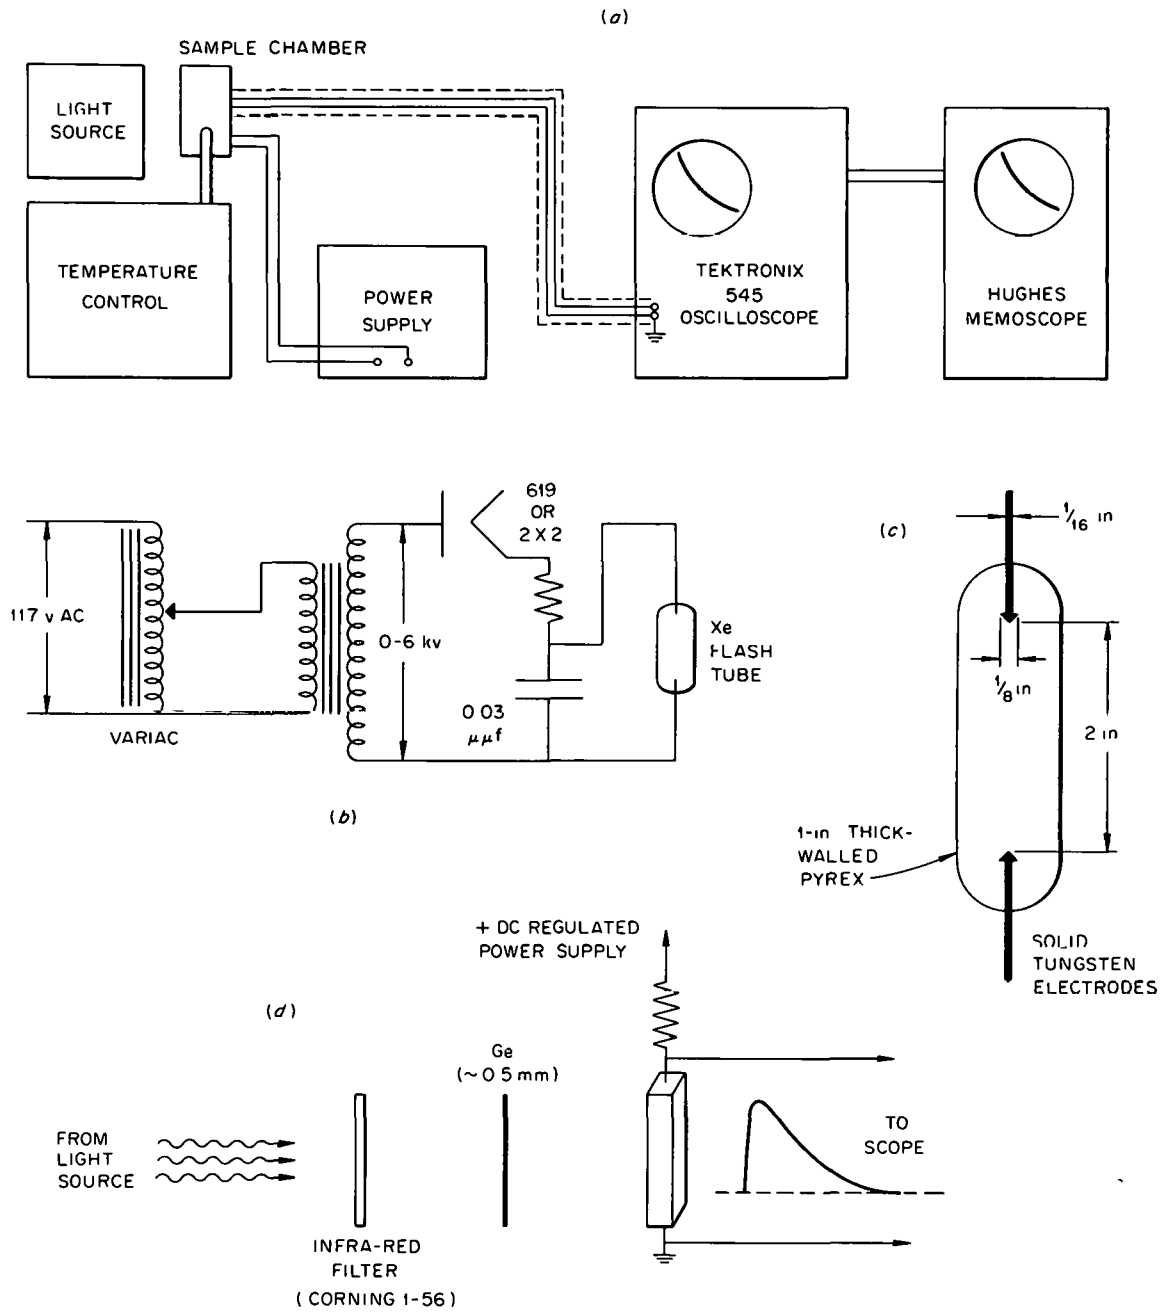 (a)
SAMPLE CHAMBER
LIGHT
SOURCE
TEMPERATURE
CONTROL
POWER
SUPPLY
TEKTRONIX
545
OSCILLOSCOPE
HUGHES
MEMOSCOPE
117 v AC
VARIAC
0-6 kv
619
OR
2 X 2
0 03
μμf
Xe
FLASH
TUBE
(b)
(c)
1/16 in
1/8 in
2 in
1-in THICK-
WALLED
PYREX
SOLID
TUNGSTEN
ELECTRODES
(d)
+ DC REGULATED
POWER SUPPLY
Ge
(~0 5 mm)
FROM
LIGHT
SOURCE
INFRA-RED
FILTER
(CORNING 1-56)
TO
SCOPE